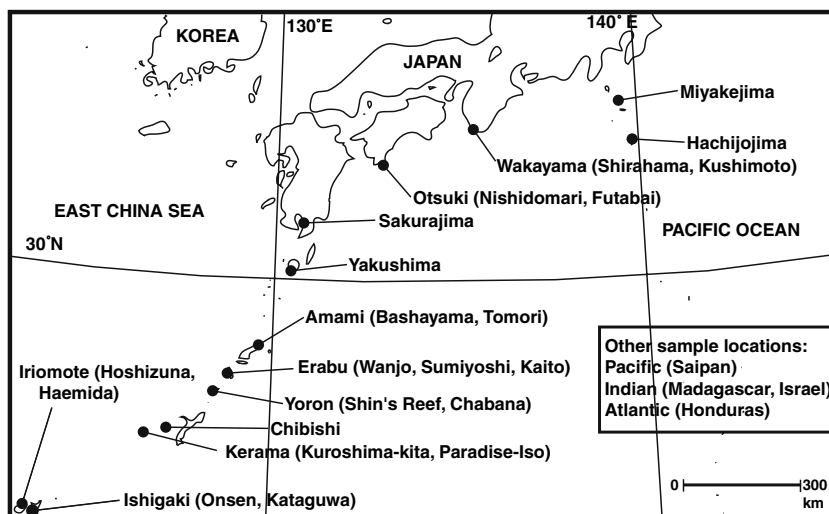 130˚E
140˚E
KOREA
JAPAN
Miyakejima
Hachijojima
Wakayama (Shirahama, Kushimoto)
Otsuki (Nishidomari, Futabai)
EAST CHINA SEA
Sakurajima
PACIFIC OCEAN
30˚N
Yakushima
Amami (Bashayama, Tomori)
Other sample locations:
Pacific (Saipan)
Indian (Madagascar, Israel)
Atlantic (Honduras)
Iriomote (Hoshizuna,
Haemida)
Erabu (Wanjo, Sumiyoshi, Kaito)
Yoron (Shin's Reef, Chabana)
Chibishi
Kerama (Kuroshima-kita, Paradise-Iso)
Ishigaki (Onsen, Kataguwa)
0 300
km